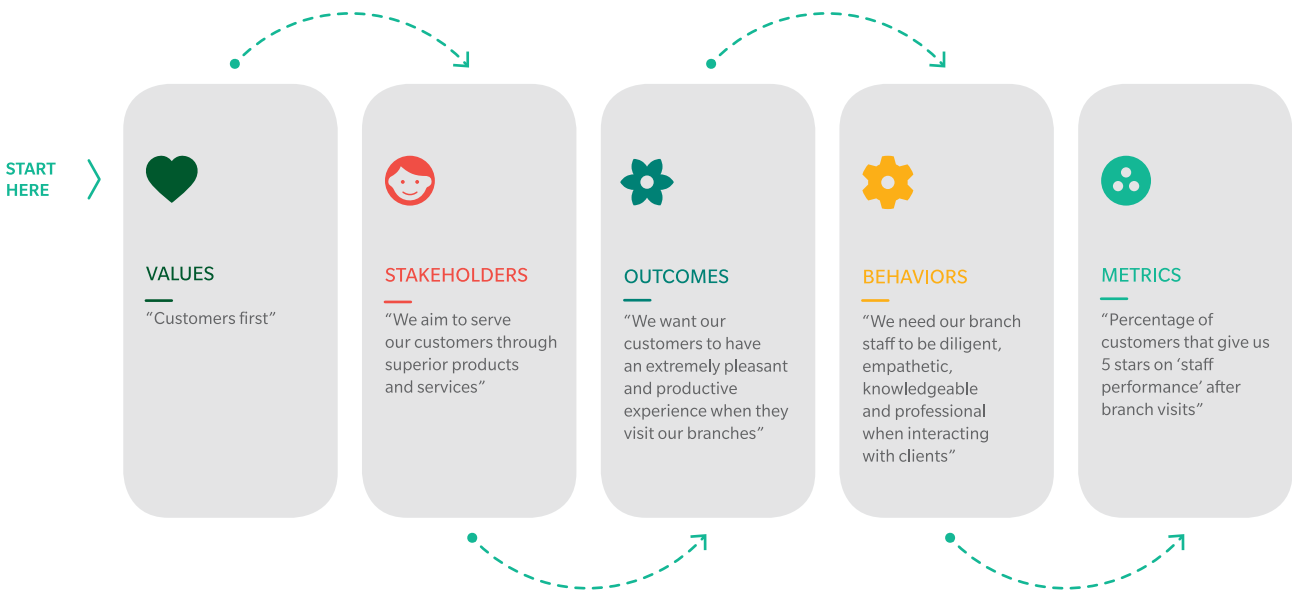 START
HERE
VALUES
“Customers first”
STAKEHOLDERS
“We aim to serve
our customers through
superior products
and services”
OUTCOMES
“We want our
customers to have
an extremely pleasant
and productive
experience when they
visit our branches”
BEHAVIORS
“We need our branch
staff to be diligent,
empathetic,
knowledgeable
and professional
when interacting
with clients”
METRICS
“Percentage of
customers that give us
5 stars on ‘staff
performance’ after
branch visits”